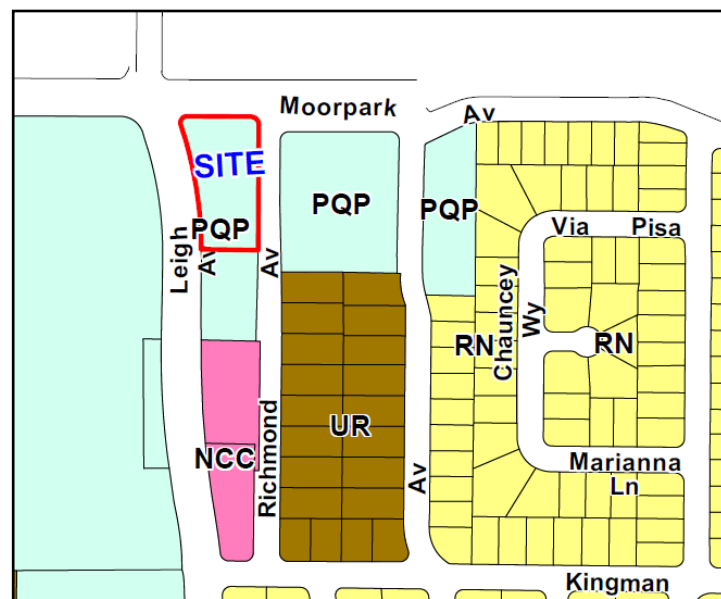 Moorpark
Av
SITE
PQP
PQP
PQP
Leigh
Av
Av
Via Pisa
Chauncey
Wy
RN
RN
UR
NCC
Richmond
Av
Marianna
Ln
Kingman